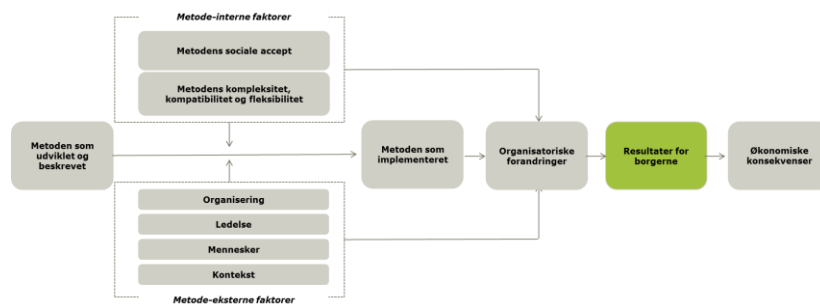 Metode-interne faktorer
Metodens sociale accept
Metodens kompleksitet,
kompatibilitet og fleksibilitet
Metoden som
udviklet og
beskrevet
Metoden som
implementeret
Organisatoriske
forandringer
Resultater for
borgerne
Økonomiske
konsekvenser
Organisering
Ledelse
Mennesker
Kontekst
Metode-eksterne faktorer